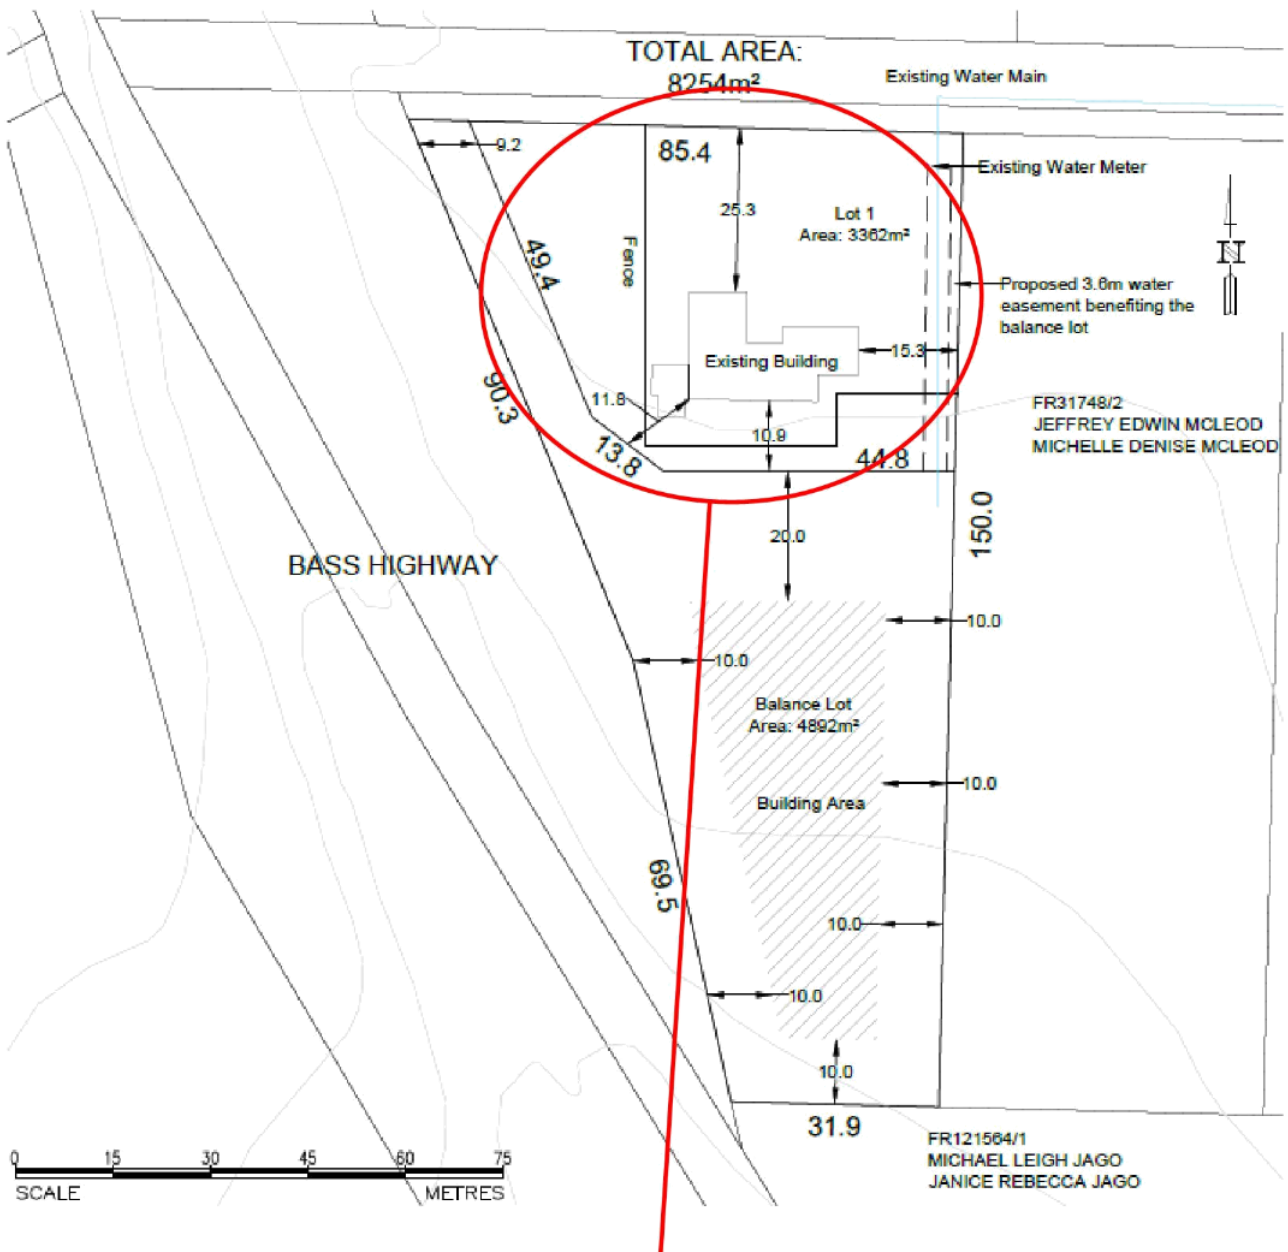 TOTAL AREA:
8254m²
Existing Water Main
9.2
85.4
Existing Water Meter
25.3
Lot 1
Area: 3362m²
Fence
49.4
Proposed 3.6m water
easement benefiting the
balance lot
15.3
Existing Building
90.3
11.8
FR31748/2
JEFFREY EDWIN MCLEOD
MICHELLE DENISE MCLEOD
10.9
13.8
44.8
150.0
20.0
BASS HIGHWAY
10.0
10.0
Balance Lot
Area: 4892m²
10.0
Building Area
69.5
10.0
10.0
10.0
31.9
FR121564/1
MICHAEL LEIGH JAGO
JANICE REBECCA JAGO
0 15 30 45 60 75
SCALE METRES
N